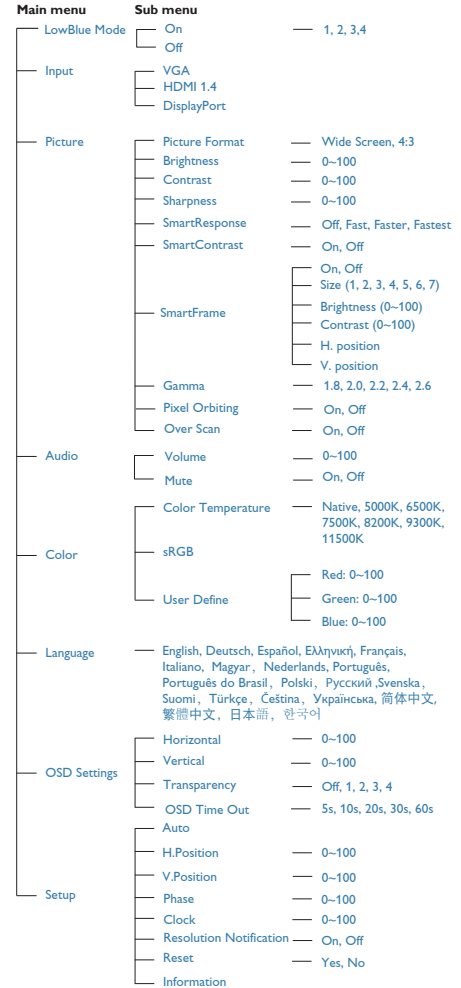 Main menu Sub menu
LowBlue Mode On 1, 2, 3,4
Off
Input VGA
HDMI 1.4
DisplayPort
Picture Picture Format Wide Screen, 4:3
Brightness 0~100
Contrast 0~100
Sharpness 0~100
SmartResponse Off, Fast, Faster, Fastest
SmartContrast On, Off
SmartFrame On, Off
Size (1, 2, 3, 4, 5, 6, 7)
Brightness (0~100)
Contrast (0~100)
H. position
V. position
Gamma 1.8, 2.0, 2.2, 2.4, 2.6
Pixel Orbiting On, Off
Over Scan On, Off
Audio Volume 0~100
Mute On, Off
Color Color Temperature Native, 5000K, 6500K,
7500K, 8200K, 9300K,
11500K
sRGB
User Define Red: 0~100
Green: 0~100
Blue: 0~100
Language English, Deutsch, Español, Ελληνική, Français,
Italiano, Magyar, Nederlands, Português,
Português do Brasil, Polski, Русский ,Svenska,
Suomi, Türkçe, Čeština, Українська, 简体中文,
繁體中文, 日本語, 한국어
OSD Settings Horizontal 0~100
Vertical 0~100
Transparency Off, 1, 2, 3, 4
OSD Time Out 5s, 10s, 20s, 30s, 60s
Setup Auto
H.Position 0~100
V.Position 0~100
Phase 0~100
Clock 0~100
Resolution Notification On, Off
Reset Yes, No
Information